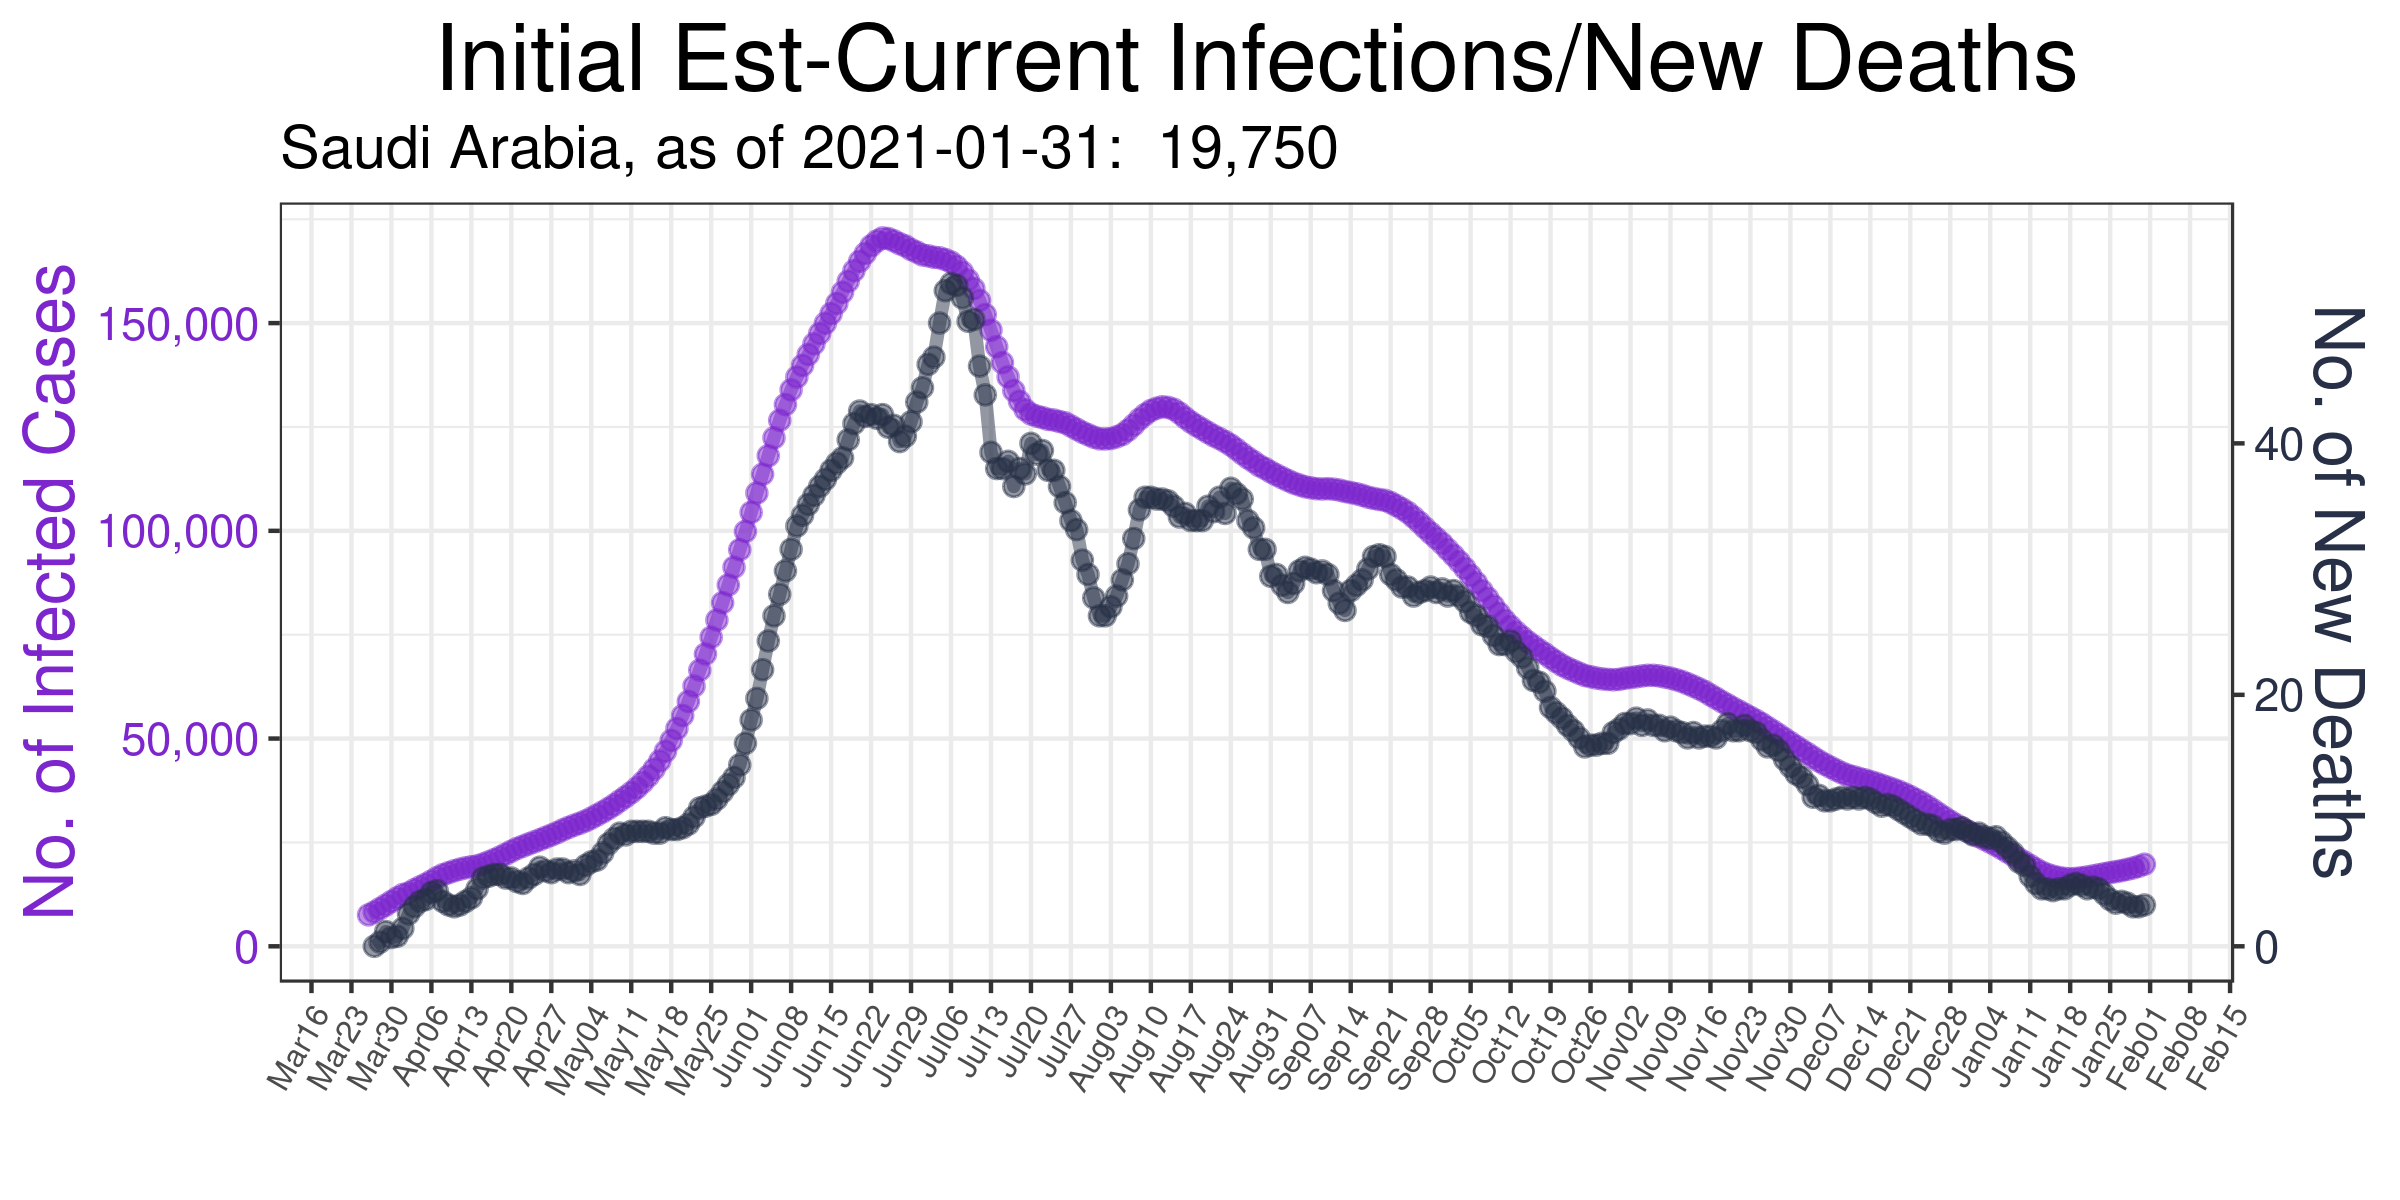 Initial Est-Current Infections/New Deaths
Saudi Arabia, as of 2021-01-31:  19,750
No. of Infected Cases
150,000
100,000
50,000
0
40
20
0
No. of New Deaths
Mar16
Mar23
Mar30
Apr06
Apr13
Apr20
Apr27
May04
May11
May18
May25
Jun01
Jun08
Jun15
Jun22
Jun29
Jul06
Jul13
Jul20
Jul27
Aug03
Aug10
Aug17
Aug24
Aug31
Sep07
Sep14
Sep21
Sep28
Oct05
Oct12
Oct19
Oct26
Nov02
Nov09
Nov16
Nov23
Nov30
Dec07
Dec14
Dec21
Dec28
Jan04
Jan11
Jan18
Jan25
Feb01
Feb08
Feb15